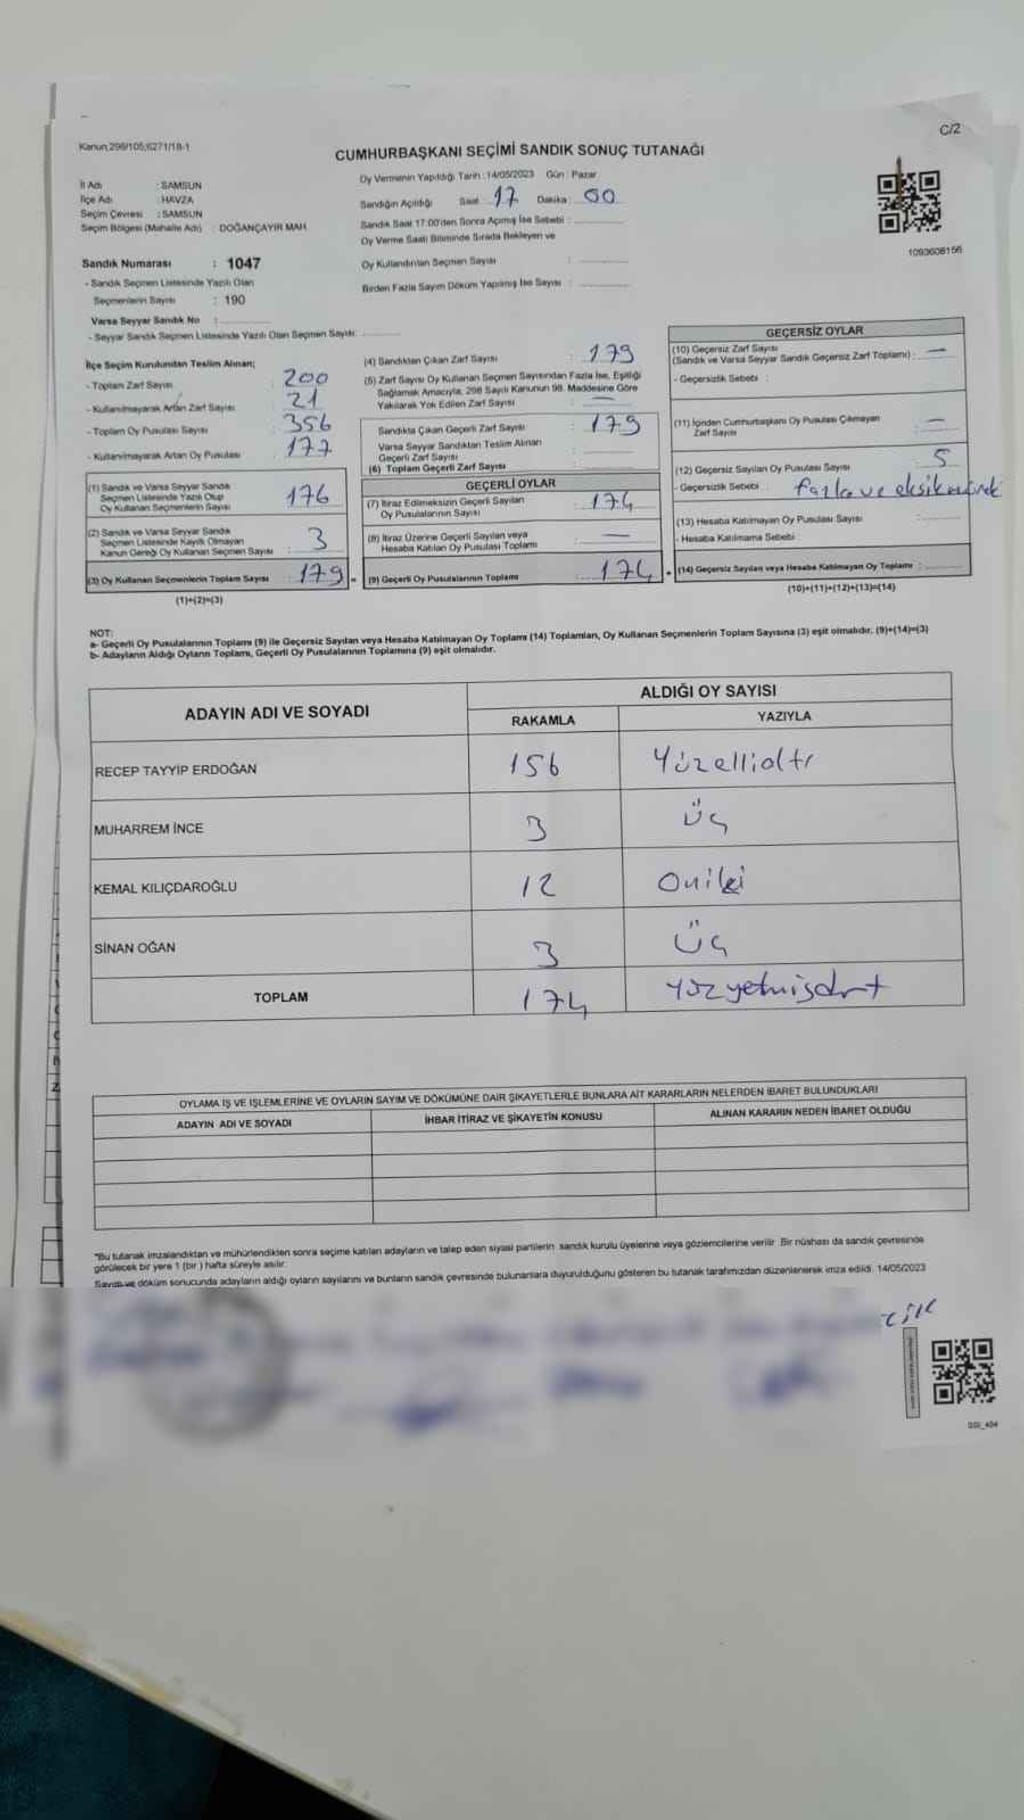 Kanun;298/105;6271/18-1
C/2
CUMHURBAŞKANI SEÇİMİ SANDIK SONUÇ TUTANAĞI
İl Adı : SAMSUN
İlçe Adı : HAVZA
Seçim Çevresi : SAMSUN
Seçim Bölgesi (Mahalle Adı) : DOĞANÇAYIR MAH.
Oy Vermenin Yapıldığı Tarih :14/05/2023 Gün : Pazar
Sandığın Açıldığı Saat : 17 Dakika : 00
Sandık Saat 17:00'den Sonra Açılmış İse Sebebi :
Oy Verme Saati Bitiminde Sırada Bekleyen ve
Oy Kullandırılan Seçmen Sayısı :
Birden Fazla Sayım Döküm Yapılmış İse Sayısı :
1093608156
Sandık Numarası : 1047
- Sandık Seçmen Listesinde Yazılı Olan
Seçmenlerin Sayısı : 190
Varsa Seyyar Sandık No :
- Seyyar Sandık Seçmen Listesinde Yazılı Olan Seçmen Sayısı:
İlçe Seçim Kurulundan Teslim Alınan;
- Toplam Zarf Sayısı : 200
- Kullanılmayarak Artan Zarf Sayısı : 21
- Toplam Oy Pusulası Sayısı : 356
- Kullanılmayarak Artan Oy Pusulası : 177
(1) Sandık ve Varsa Seyyar Sandık
Seçmen Listesinde Yazılı Olup
Oy Kullanan Seçmenlerin Sayısı : 176
(2) Sandık ve Varsa Seyyar Sandık
Seçmen Listesinde Kayıtlı Olmayan
Kanun Gereği Oy Kullanan Seçmen Sayısı : 3
(3) Oy Kullanan Seçmenlerin Toplam Sayısı : 179 =
(1)+(2)=(3)
(4) Sandıktan Çıkan Zarf Sayısı : 179
(5) Zarf Sayısı Oy Kullanan Seçmen Sayısından Fazla İse, Eşitliği
Sağlamak Amacıyla, 298 Sayılı Kanunun 98. Maddesine Göre
Yakılarak Yok Edilen Zarf Sayısı : —
Sandıkta Çıkan Geçerli Zarf Sayısı : 179
Varsa Seyyar Sandıktan Teslim Alınan
Geçerli Zarf Sayısı :
(6) Toplam Geçerli Zarf Sayısı :
GEÇERLİ OYLAR
(7) İtiraz Edilmeksizin Geçerli Sayılan
Oy Pusulalarının Sayısı : 174
(8) İtiraz Üzerine Geçerli Sayılan veya
Hesaba Katılan Oy Pusulası Toplamı : —
(9) Geçerli Oy Pusulalarının Toplamı : 174 +
GEÇERSİZ OYLAR
(10) Geçersiz Zarf Sayısı
(Sandık ve Varsa Seyyar Sandık Geçersiz Zarf Toplamı) : —
- Geçersizlik Sebebi :
(11) İçinden Cumhurbaşkanı Oy Pusulası Çıkmayan
Zarf Sayısı : —
(12) Geçersiz Sayılan Oy Pusulası Sayısı : 5
- Geçersizlik Sebebi : fazla ve eksik
(13) Hesaba Katılmayan Oy Pusulası Sayısı :
- Hesaba Katılmama Sebebi :
(14) Geçersiz Sayılan veya Hesaba Katılmayan Oy Toplamı :
(10)+(11)+(12)+(13)=(14)
NOT:
a- Geçerli Oy Pusulalarının Toplamı (9) ile Geçersiz Sayılan veya Hesaba Katılmayan Oy Toplamı (14) Toplamları, Oy Kullanan Seçmenlerin Toplam Sayısına (3) eşit olmalıdır. (9)+(14)=(3)
b- Adayların Aldığı Oyların Toplamı, Geçerli Oy Pusulalarının Toplamına (9) eşit olmalıdır.
ADAYIN ADI VE SOYADI
ALDIĞI OY SAYISI
RAKAMLA YAZIYLA
RECEP TAYYİP ERDOĞAN 156 Yüzellialtı
MUHARREM İNCE 3 üç
KEMAL KILIÇDAROĞLU 12 Oniki
SİNAN OĞAN 3 üç
TOPLAM 174 yüzyetmişdört
OYLAMA İŞ VE İŞLEMLERİNE VE OYLARIN SAYIM VE DÖKÜMÜNE DAİR ŞİKAYETLERLE BUNLARA AİT KARARLARIN NELERDEN İBARET BULUNDUKLARI
ADAYIN ADI VE SOYADI İHBAR İTİRAZ VE ŞİKAYETİN KONUSU ALINAN KARARIN NEDEN İBARET OLDUĞU
"Bu tutanak imzalandıktan ve mühürlendikten sonra seçime katılan adayların ve talep eden siyasi partilerin sandık kurulu üyelerine veya gözlemcilerine verilir. Bir nüshası da sandık çevresinde
görülecek bir yere 1 (bir ) hafta süreyle asılır.
Sayım ve döküm sonucunda adayların aldığı oyların sayılarını ve bunların sandık çevresinde bulunanlara duyurulduğunu gösteren bu tutanak tarafımızdan düzenlenerek imza edildi. 14/05/2023